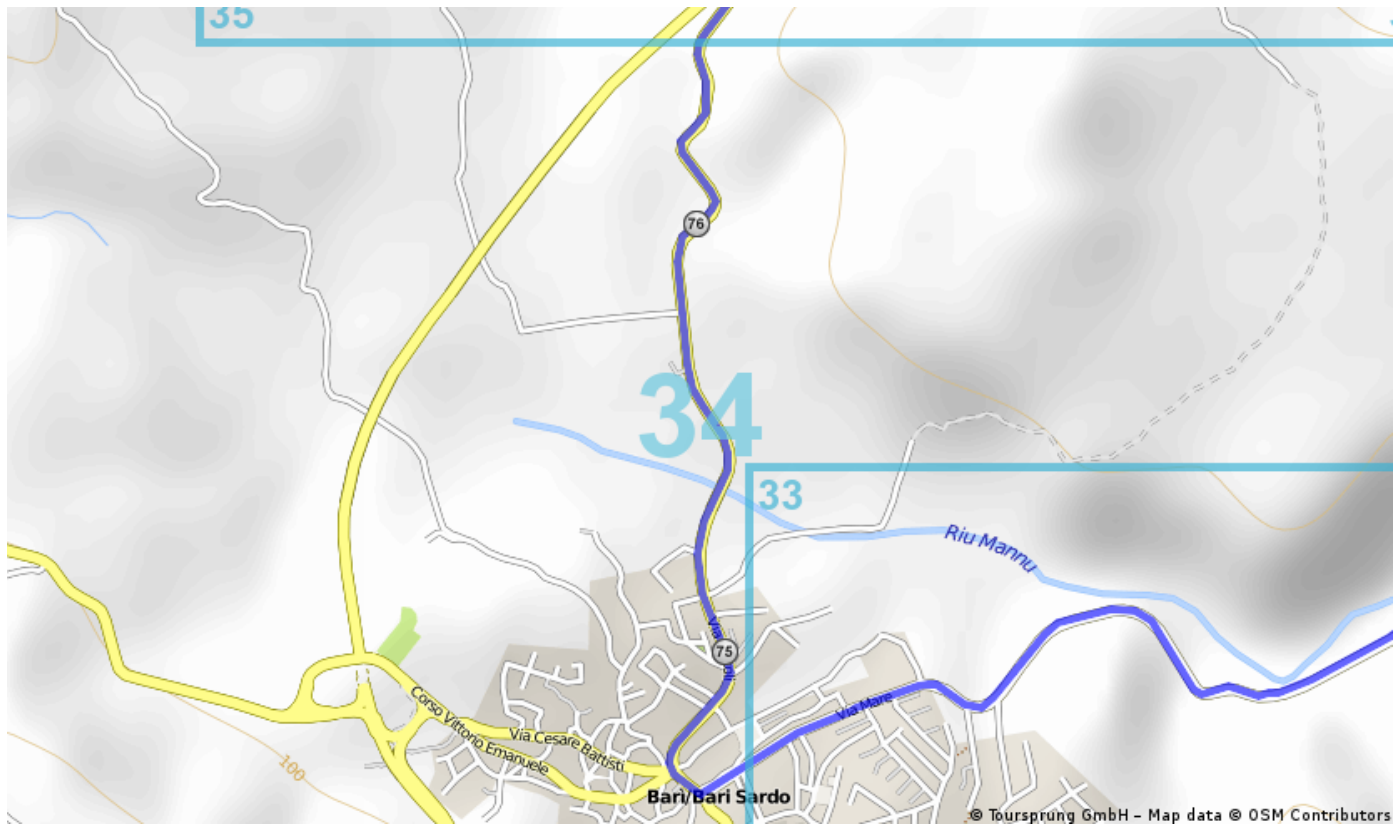 35
76
34
33
Riu Mannu
75
Via Mare
Corso Vittorio Emanuele
Via Cesare Battisti
100
Barì/Bari Sardo
© Toursprung GmbH – Map data © OSM Contributors